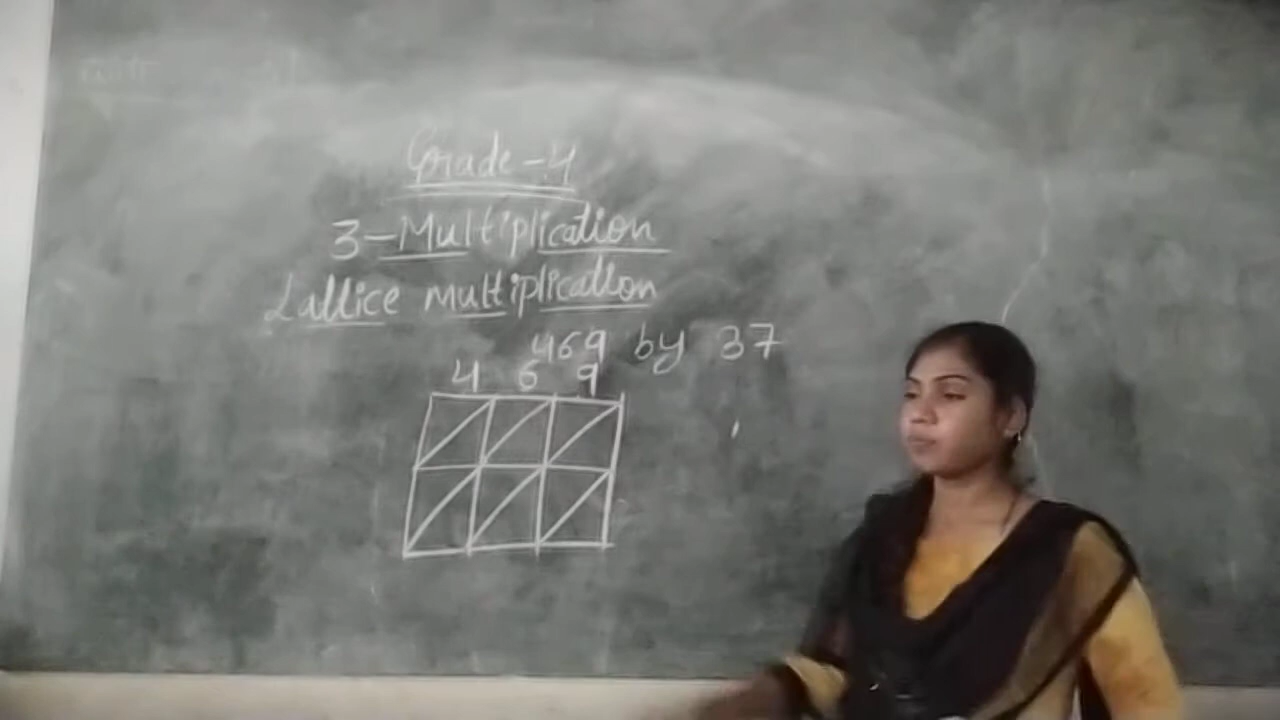 Grade-4
3-Multiplication
Lattice multiplication
469 by 37
4 6 9